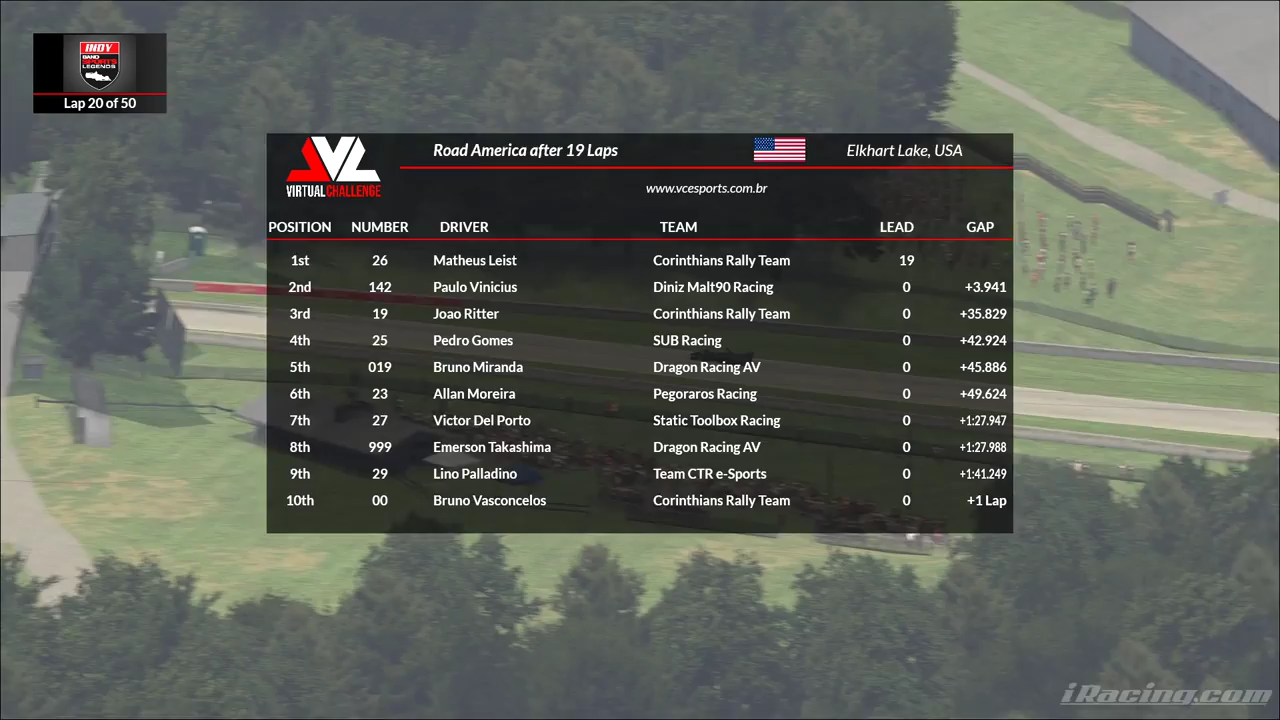 INDY
BAND
SPORTS
LEGENDS
Lap 20 of 50
VIRTUALCHALLENGE
Road America after 19 Laps
Elkhart Lake, USA
www.vcesports.com.br
POSITION NUMBER DRIVER TEAM LEAD GAP
1st 26 Matheus Leist Corinthians Rally Team 19
2nd 142 Paulo Vinicius Diniz Malt90 Racing 0 +3.941
3rd 19 Joao Ritter Corinthians Rally Team 0 +35.829
4th 25 Pedro Gomes SUB Racing 0 +42.924
5th 019 Bruno Miranda Dragon Racing AV 0 +45.886
6th 23 Allan Moreira Pegoraros Racing 0 +49.624
7th 27 Victor Del Porto Static Toolbox Racing 0 +1:27.947
8th 999 Emerson Takashima Dragon Racing AV 0 +1:27.988
9th 29 Lino Palladino Team CTR e-Sports 0 +1:41.249
10th 00 Bruno Vasconcelos Corinthians Rally Team 0 +1 Lap
iRacing.com